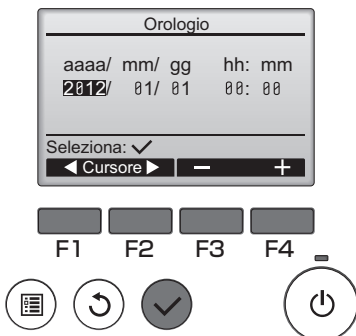 Orologio
aaaa/ mm/ gg hh: mm
2012/ 01/ 01 00: 00
Seleziona: ✓
◀ Cursore ▶ − +
F1 F2 F3 F4